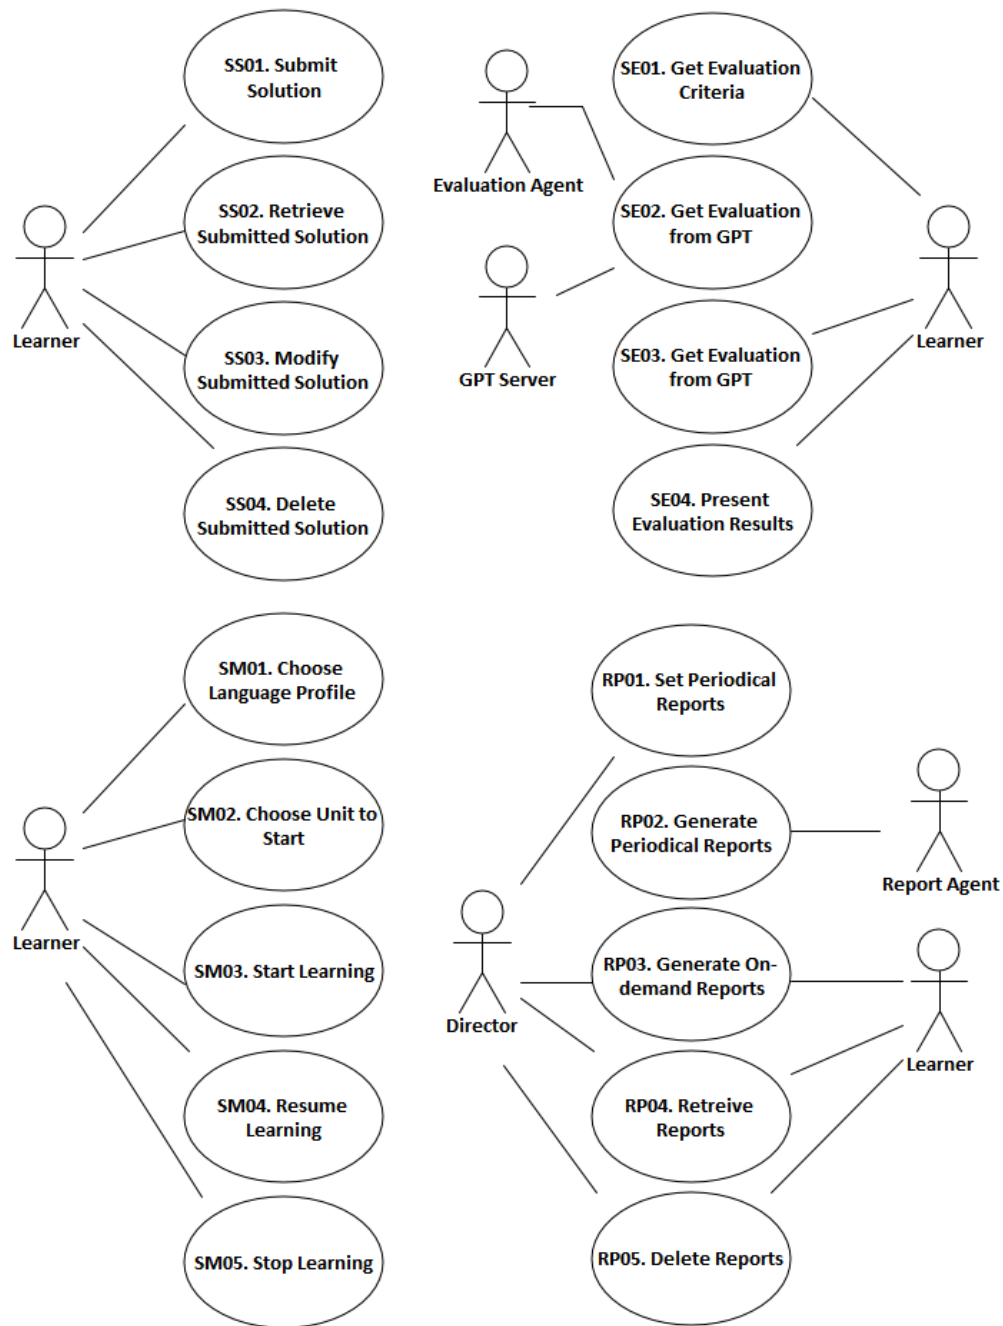 SS01. Submit
Solution
SS02. Retrieve
Submitted Solution
Learner
SS03. Modify
Submitted Solution
SS04. Delete
Submitted Solution
SE01. Get Evaluation
Criteria
Evaluation Agent
SE02. Get Evaluation
from GPT
GPT Server
SE03. Get Evaluation
from GPT
Learner
SE04. Present
Evaluation Results
SM01. Choose
Language Profile
SM02. Choose Unit to
Start
Learner
SM03. Start Learning
SM04. Resume
Learning
SM05. Stop Learning
RP01. Set Periodical
Reports
RP02. Generate
Periodical Reports
Report Agent
RP03. Generate On-
demand Reports
Director
Learner
RP04. Retreive
Reports
RP05. Delete Reports